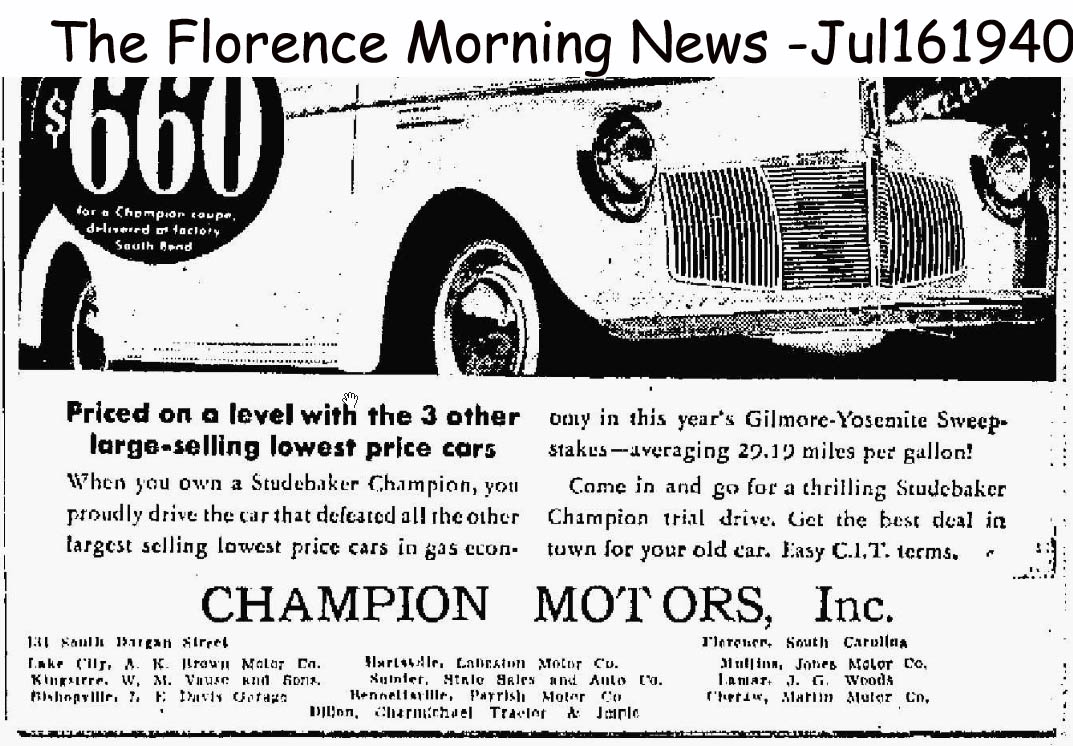 The Florence Morning News -Jul161940
$660
for a Champion coupe,
delivered at factory
South Bend
Priced on a level with the 3 other
large-selling lowest price cars
When you own a Studebaker Champion, you
proudly drive the car that defeated all the other
largest selling lowest price cars in gas econ-
omy in this year's Gilmore-Yosemite Sweep-
stakes—averaging 29.19 miles per gallon!
Come in and go for a thrilling Studebaker
Champion trial drive. Get the best deal in
town for your old car. Easy C.I.T. terms.
CHAMPION MOTORS, Inc.
131 South Dargan Street
Florence, South Carolina
Lake City, A. K. Brown Motor Co.
Hartsville, Motor Co.
Mullins, Jones Motor Co.
Kingstree, W. M. Vause and Sons.
Sumter, State Sales and Auto Co.
Lamar, J. G. Woods
Bishopville, L E Davis Garage
Bennettsville, Parrish Motor Co
Cheraw, Martin Motor Co.
Dillon, Charmichael Tractor & Imple